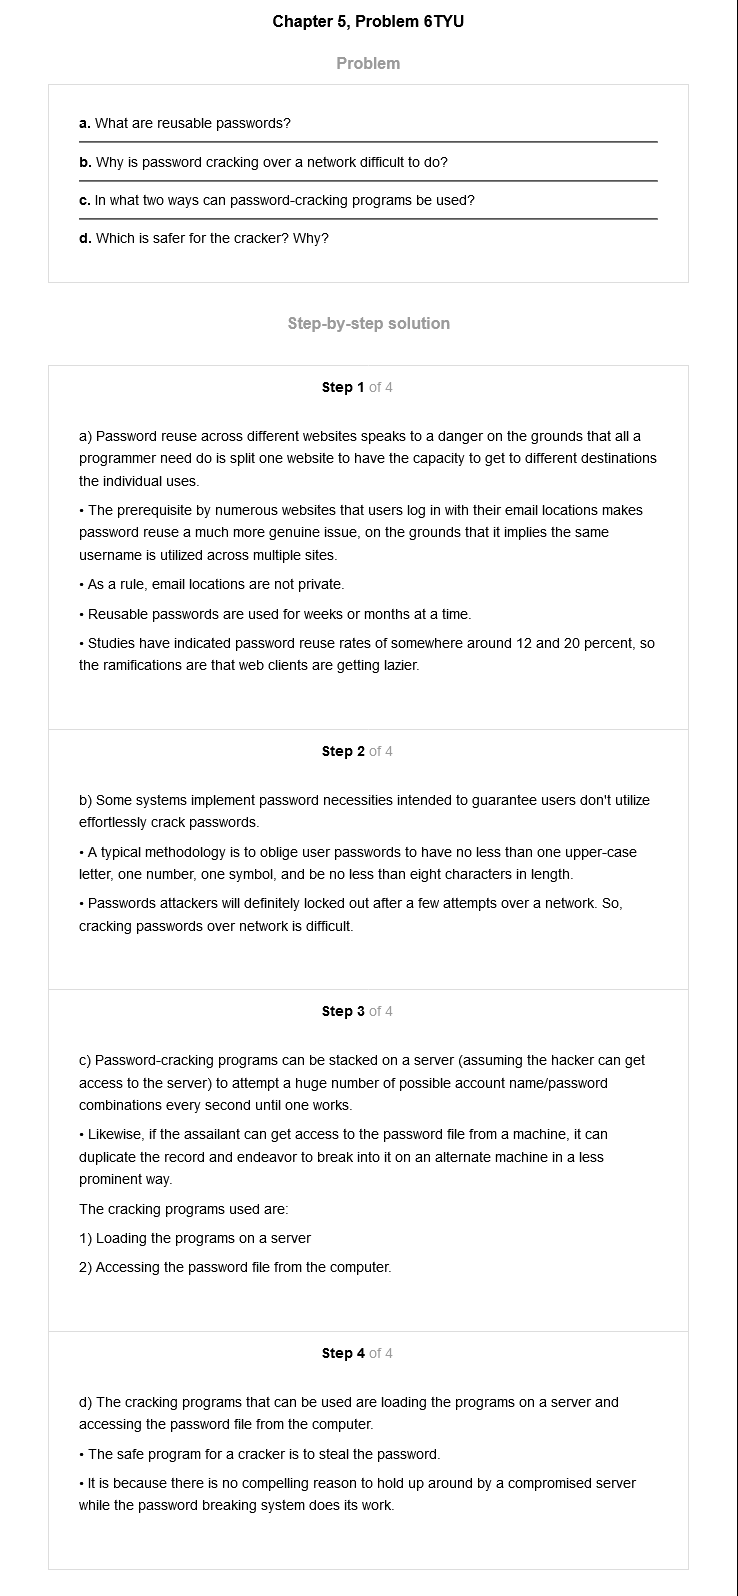 Chapter 5, Problem 6TYU
Problem
a. What are reusable passwords?
b. Why is password cracking over a network difficult to do?
c. In what two ways can password-cracking programs be used?
d. Which is safer for the cracker? Why?
Step-by-step solution
Step 1 of 4
a) Password reuse across different websites speaks to a danger on the grounds that all a
programmer need do is split one website to have the capacity to get to different destinations
the individual uses.
• The prerequisite by numerous websites that users log in with their email locations makes
password reuse a much more genuine issue, on the grounds that it implies the same
username is utilized across multiple sites.
• As a rule, email locations are not private.
• Reusable passwords are used for weeks or months at a time.
• Studies have indicated password reuse rates of somewhere around 12 and 20 percent, so
the ramifications are that web clients are getting lazier.
Step 2 of 4
b) Some systems implement password necessities intended to guarantee users don't utilize
effortlessly crack passwords.
• A typical methodology is to oblige user passwords to have no less than one upper-case
letter, one number, one symbol, and be no less than eight characters in length.
• Passwords attackers will definitely locked out after a few attempts over a network. So,
cracking passwords over network is difficult.
Step 3 of 4
c) Password-cracking programs can be stacked on a server (assuming the hacker can get
access to the server) to attempt a huge number of possible account name/password
combinations every second until one works.
• Likewise, if the assailant can get access to the password file from a machine, it can
duplicate the record and endeavor to break into it on an alternate machine in a less
prominent way.
The cracking programs used are:
1) Loading the programs on a server
2) Accessing the password file from the computer.
Step 4 of 4
d) The cracking programs that can be used are loading the programs on a server and
accessing the password file from the computer.
• The safe program for a cracker is to steal the password.
• It is because there is no compelling reason to hold up around by a compromised server
while the password breaking system does its work.